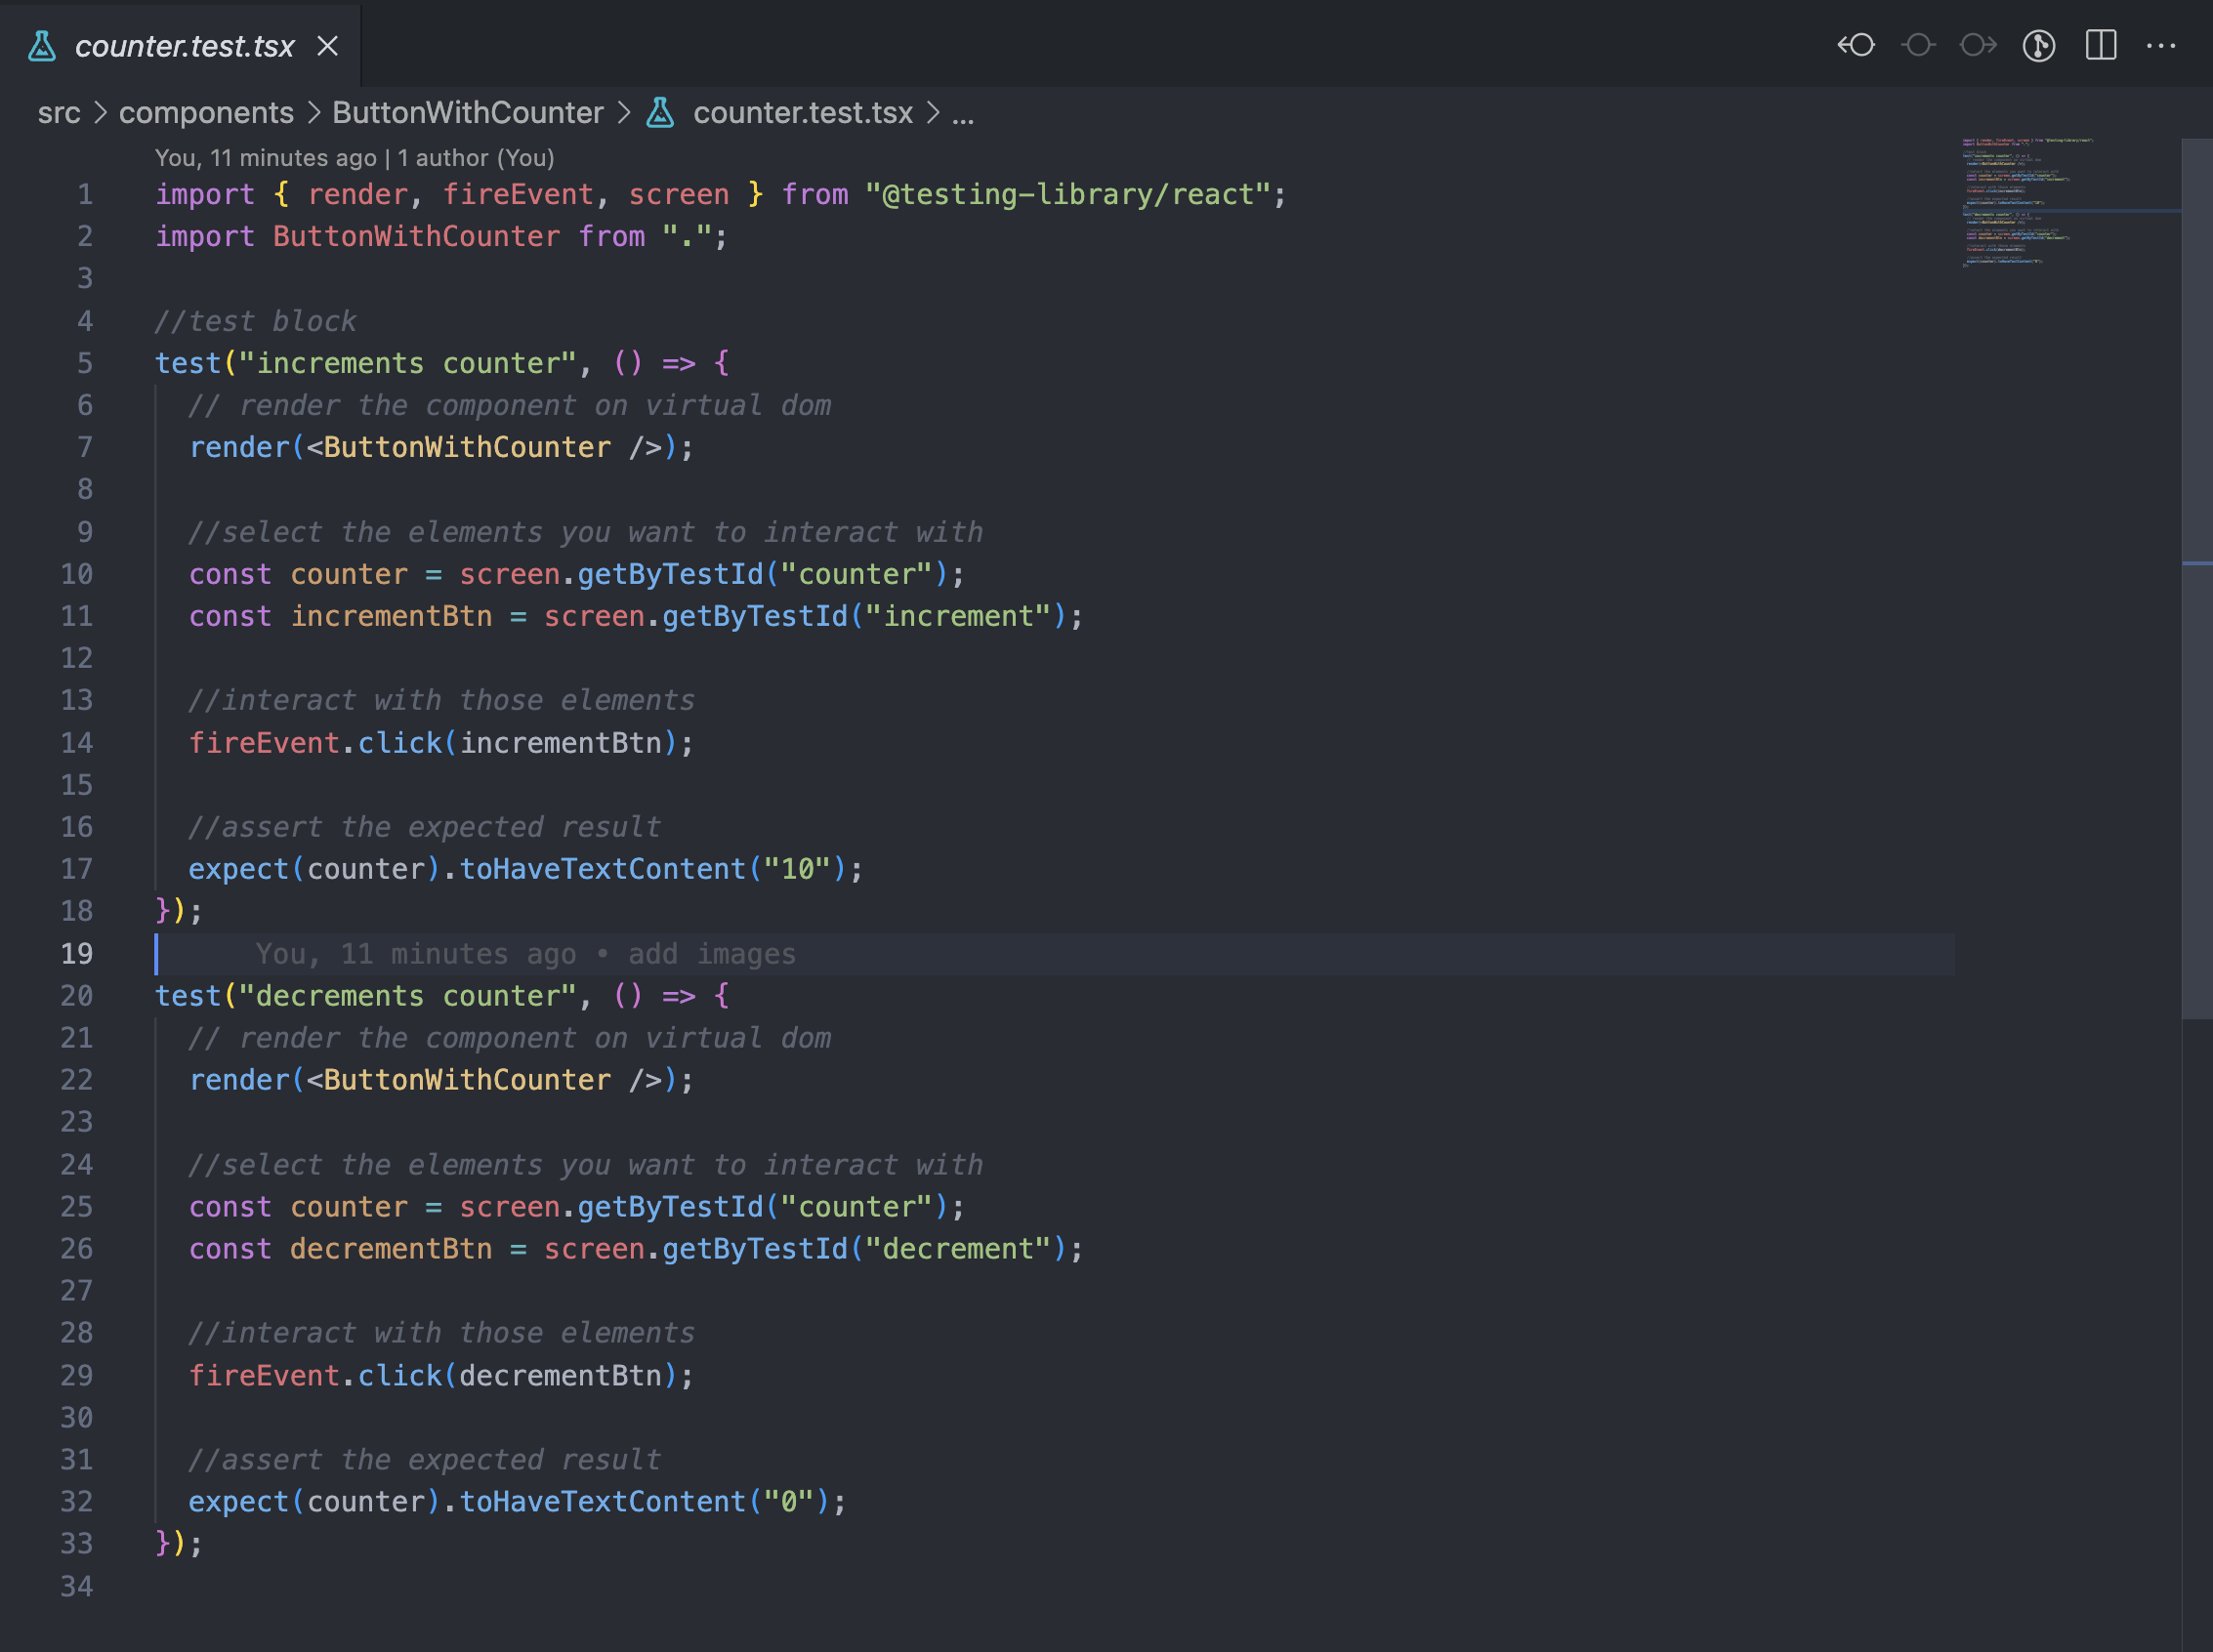 counter.test.tsx
src > components > ButtonWithCounter > counter.test.tsx > ...
You, 11 minutes ago | 1 author (You)
1 import { render, fireEvent, screen } from "@testing-library/react";
2 import ButtonWithCounter from ".";
3
4 //test block
5 test("increments counter", () => {
6   // render the component on virtual dom
7   render(<ButtonWithCounter />);
8
9   //select the elements you want to interact with
10   const counter = screen.getByTestId("counter");
11   const incrementBtn = screen.getByTestId("increment");
12
13   //interact with those elements
14   fireEvent.click(incrementBtn);
15
16   //assert the expected result
17   expect(counter).toHaveTextContent("10");
18 });
19 You, 11 minutes ago • add images
20 test("decrements counter", () => {
21   // render the component on virtual dom
22   render(<ButtonWithCounter />);
23
24   //select the elements you want to interact with
25   const counter = screen.getByTestId("counter");
26   const decrementBtn = screen.getByTestId("decrement");
27
28   //interact with those elements
29   fireEvent.click(decrementBtn);
30
31   //assert the expected result
32   expect(counter).toHaveTextContent("0");
33 });
34